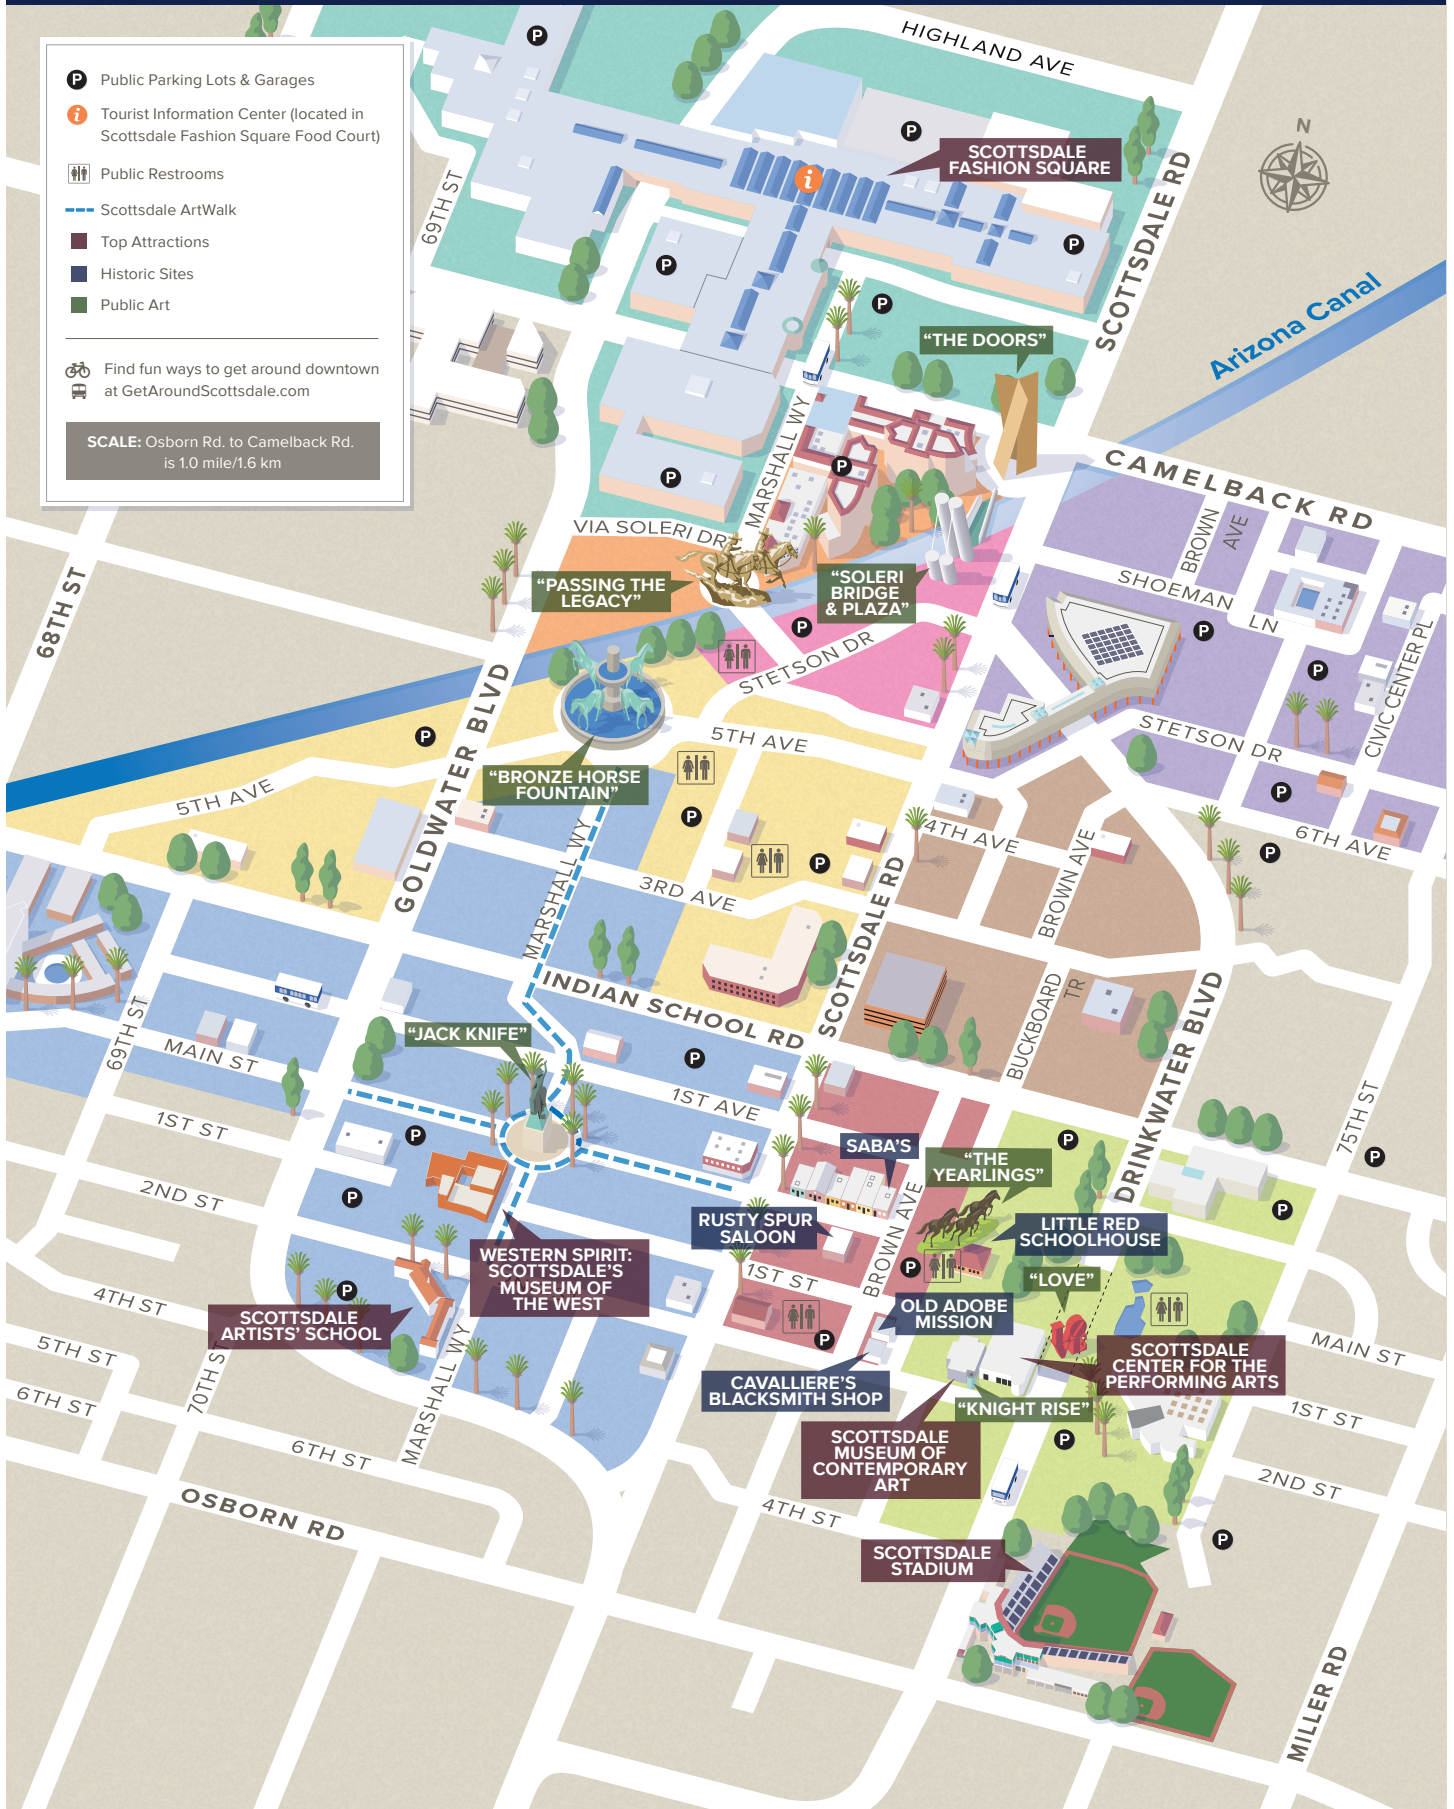 P Public Parking Lots & Garages
i Tourist Information Center (located in
Scottsdale Fashion Square Food Court)
Public Restrooms
Scottsdale ArtWalk
Top Attractions
Historic Sites
Public Art
Find fun ways to get around downtown
at GetAroundScottsdale.com
SCALE: Osborn Rd. to Camelback Rd.
is 1.0 mile/1.6 km
P
HIGHLAND AVE
N
P
SCOTTSDALE
FASHION SQUARE
i
69TH ST
SCOTTSDALE RD
P
P
P
Arizona Canal
"THE DOORS"
MARSHALL WY
CAMELBACK RD
P
P
VIA SOLERI DR
BROWN
AVE
"PASSING THE
LEGACY"
"SOLERI
BRIDGE
& PLAZA"
SHOEMAN
LN
68TH ST
P
P
P
STETSON DR
CIVIC CENTER PL
GOLDWATER BLVD
P
5TH AVE
STETSON DR
"BRONZE HORSE
FOUNTAIN"
5TH AVE
P
P
4TH AVE
6TH AVE
P
P
MARSHALL WY
BROWN AVE
3RD AVE
SCOTTSDALE RD
INDIAN SCHOOL RD
BUCKBOARD
TR
DRINKWATER BLVD
69TH ST
MAIN ST
"JACK KNIFE"
P
1ST AVE
75TH ST
1ST ST
P
P
P
SABA'S
"THE
YEARLINGS"
2ND ST
P
P
RUSTY SPUR
SALOON
BROWN AVE
LITTLE RED
SCHOOLHOUSE
WESTERN SPIRIT:
SCOTTSDALE'S
MUSEUM OF
THE WEST
1ST ST
P
"LOVE"
4TH ST
P
SCOTTSDALE
ARTISTS' SCHOOL
OLD ADOBE
MISSION
P
MAIN ST
5TH ST
SCOTTSDALE
CENTER FOR THE
PERFORMING ARTS
70TH ST
MARSHALL WY
CAVALLIERE'S
BLACKSMITH SHOP
"KNIGHT RISE"
6TH ST
1ST ST
6TH ST
SCOTTSDALE
MUSEUM OF
CONTEMPORARY
ART
P
2ND ST
OSBORN RD
4TH ST
P
SCOTTSDALE
STADIUM
MILLER RD